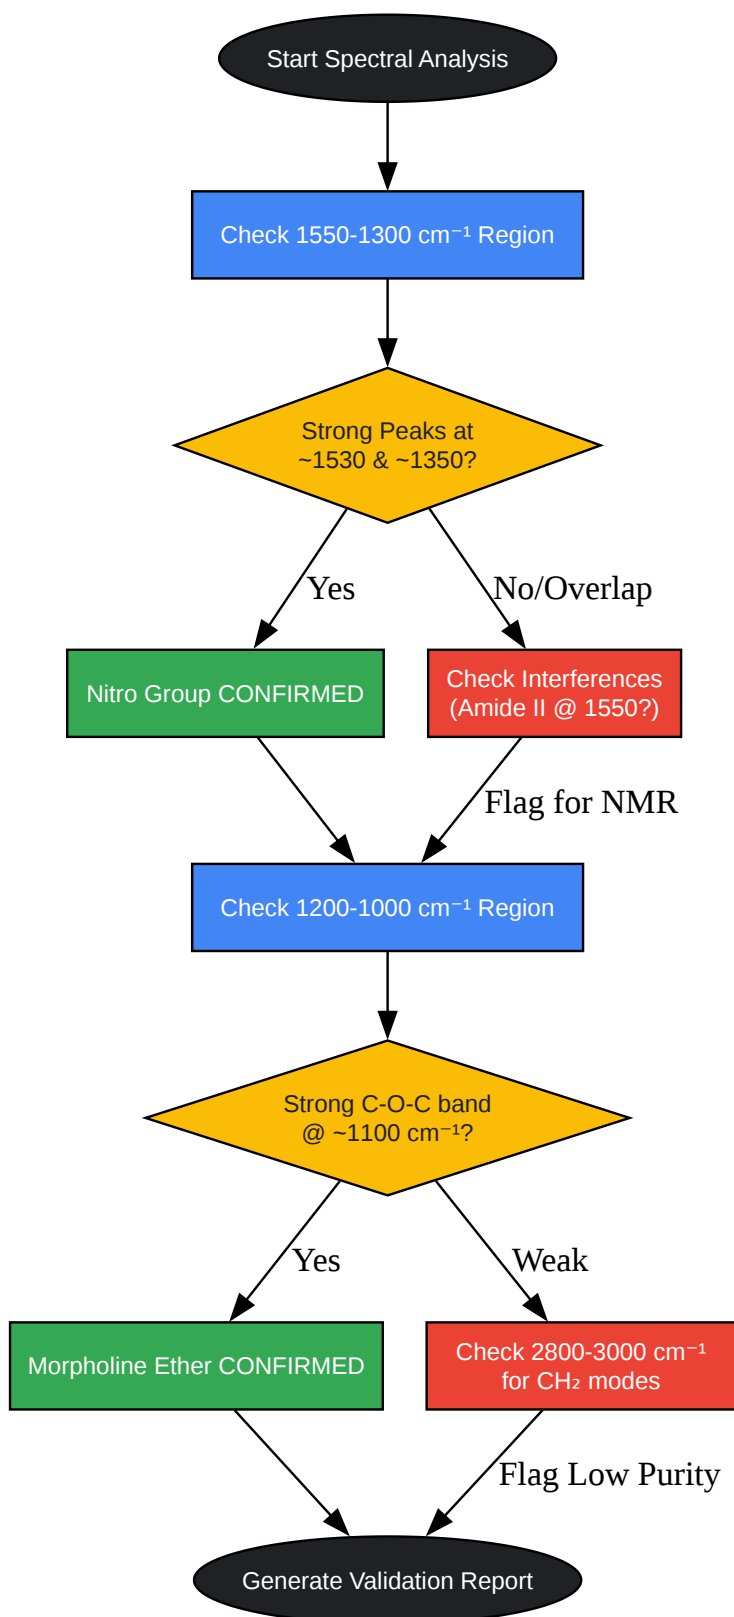 Start Spectral Analysis
Check 1550-1300 cm⁻¹ Region
Strong Peaks at
~1530 & ~1350?
Yes
No/Overlap
Nitro Group CONFIRMED
Check Interferences
(Amide II @ 1550?)
Flag for NMR
Check 1200-1000 cm⁻¹ Region
Strong C-O-C band
@ ~1100 cm⁻¹?
Yes
Weak
Morpholine Ether CONFIRMED
Check 2800-3000 cm⁻¹
for CH₂ modes
Flag Low Purity
Generate Validation Report